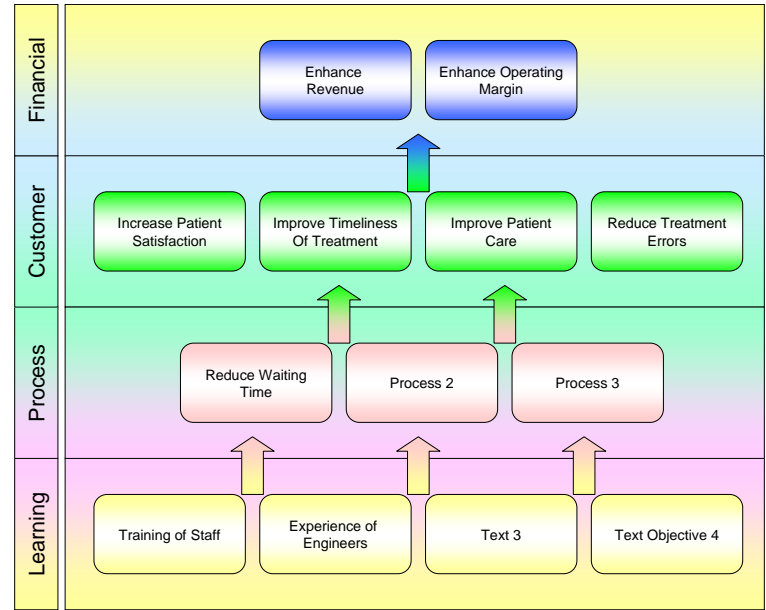 Financial
Enhance
Revenue
Enhance Operating
Margin
Customer
Increase Patient
Satisfaction
Improve Timeliness
Of Treatment
Improve Patient
Care
Reduce Treatment
Errors
Process
Reduce Waiting
Time
Process 2
Process 3
Learning
Training of Staff
Experience of
Engineers
Text 3
Text Objective 4